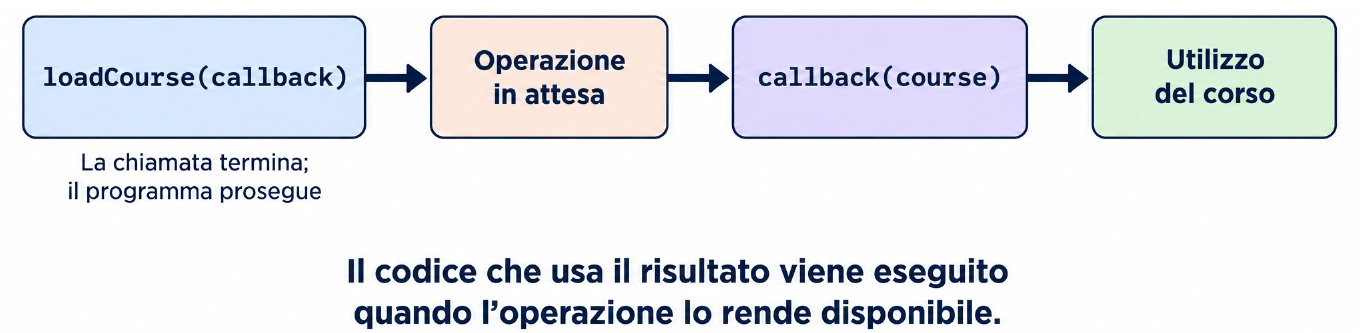 loadCourse(callback)
Operazione
in attesa
callback(course)
Utilizzo
del corso
La chiamata termina;
il programma prosegue
Il codice che usa il risultato viene eseguito
quando l’operazione lo rende disponibile.